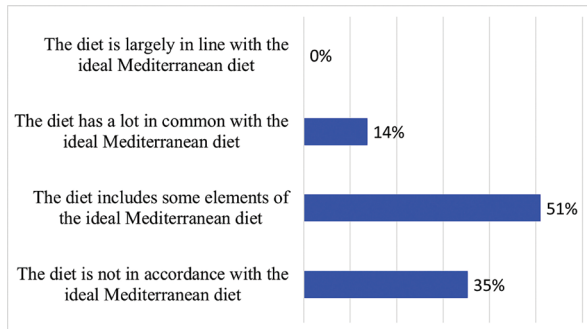 The diet is largely in line with the
ideal Mediterranean diet
0%
The diet has a lot in common with the
ideal Mediterranean diet
14%
The diet includes some elements of
the ideal Mediterranean diet
51%
The diet is not in accordance with the
ideal Mediterranean diet
35%